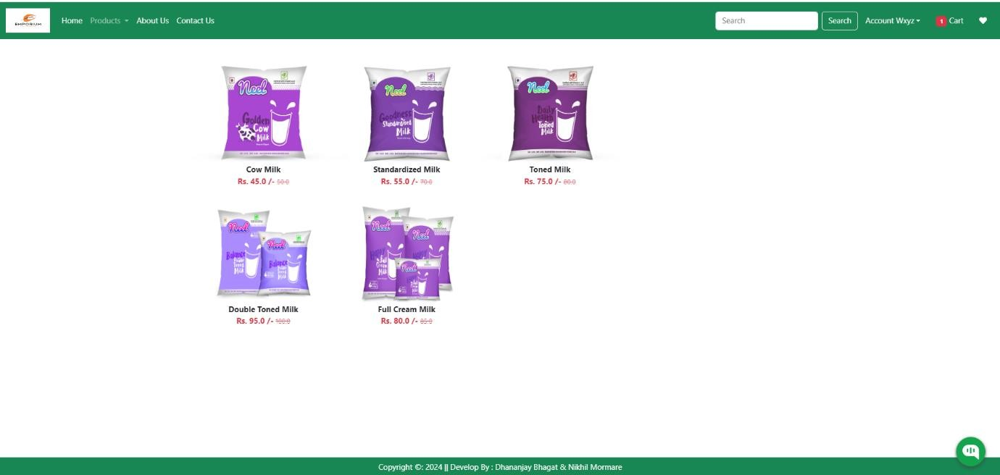 EMPORIUM
Home Products About Us Contact Us Search Search Account Wxyz 1 Cart
Neel
Golden
Cow
Milk
Neel
Goodness
Standardised
Milk
Neel
Daily
Health
Toned
Milk
Cow Milk
Rs. 45.0 /- 50.0
Standardized Milk
Rs. 55.0 /- 70.0
Toned Milk
Rs. 75.0 /- 80.0
Neel
Balance
Double
Toned
Milk
Neel
Balance
Double
Toned
Milk
Neel
Happy
Full
Cream
Milk
Neel
Happy
Neel
Full
Cream
Milk
Double Toned Milk
Rs. 95.0 /- 100.0
Full Cream Milk
Rs. 80.0 /- 85.0
Copyright ©: 2024 || Develop By : Dhananjay Bhagat & Nikhil Mormare